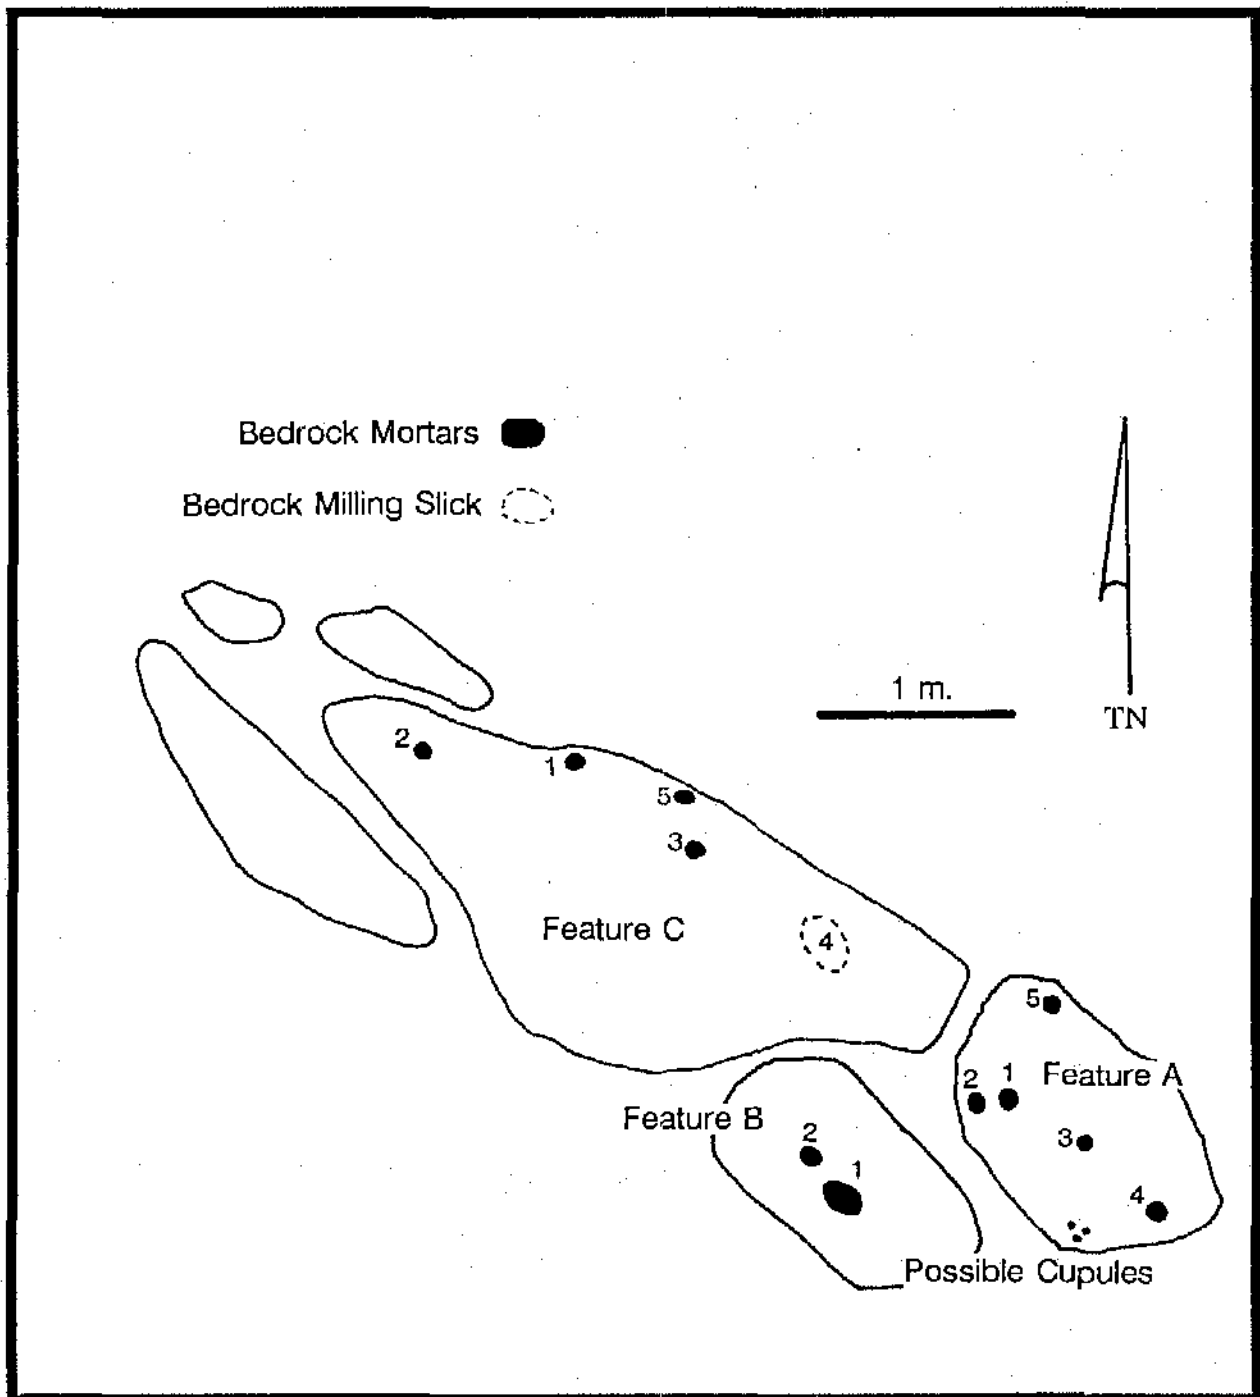 Bedrock Mortars
Bedrock Milling Slick
1 m.
TN
2
1
5
3
Feature C
4
5
Feature A
2 1
Feature B
3
2
1
4
Possible Cupules